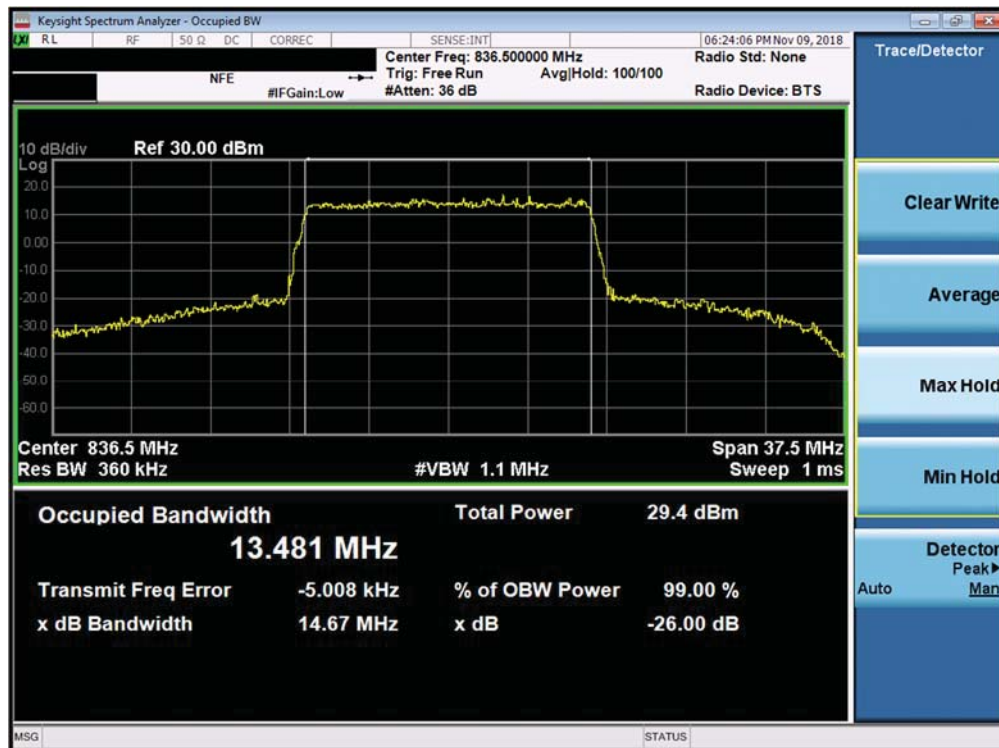 Keysight Spectrum Analyzer - Occupied BW
LXI RL RF 50 Ω DC CORREC SENSE:INT 06:24:06 PM Nov 09, 2018
Center Freq: 836.500000 MHz Radio Std: None
NFE Trig: Free Run Avg|Hold: 100/100
#IFGain:Low #Atten: 36 dB Radio Device: BTS
10 dB/div Ref 30.00 dBm
Log
20.0
10.0
0.00
-10.0
-20.0
-30.0
-40.0
-50.0
-60.0
Center 836.5 MHz Span 37.5 MHz
Res BW 360 kHz #VBW 1.1 MHz Sweep 1 ms
Occupied Bandwidth Total Power 29.4 dBm
13.481 MHz
Transmit Freq Error -5.008 kHz % of OBW Power 99.00 %
x dB Bandwidth 14.67 MHz x dB -26.00 dB
MSG STATUS
Trace/Detector
Clear Write
Average
Max Hold
Min Hold
Detector
Peak▶
Auto Man